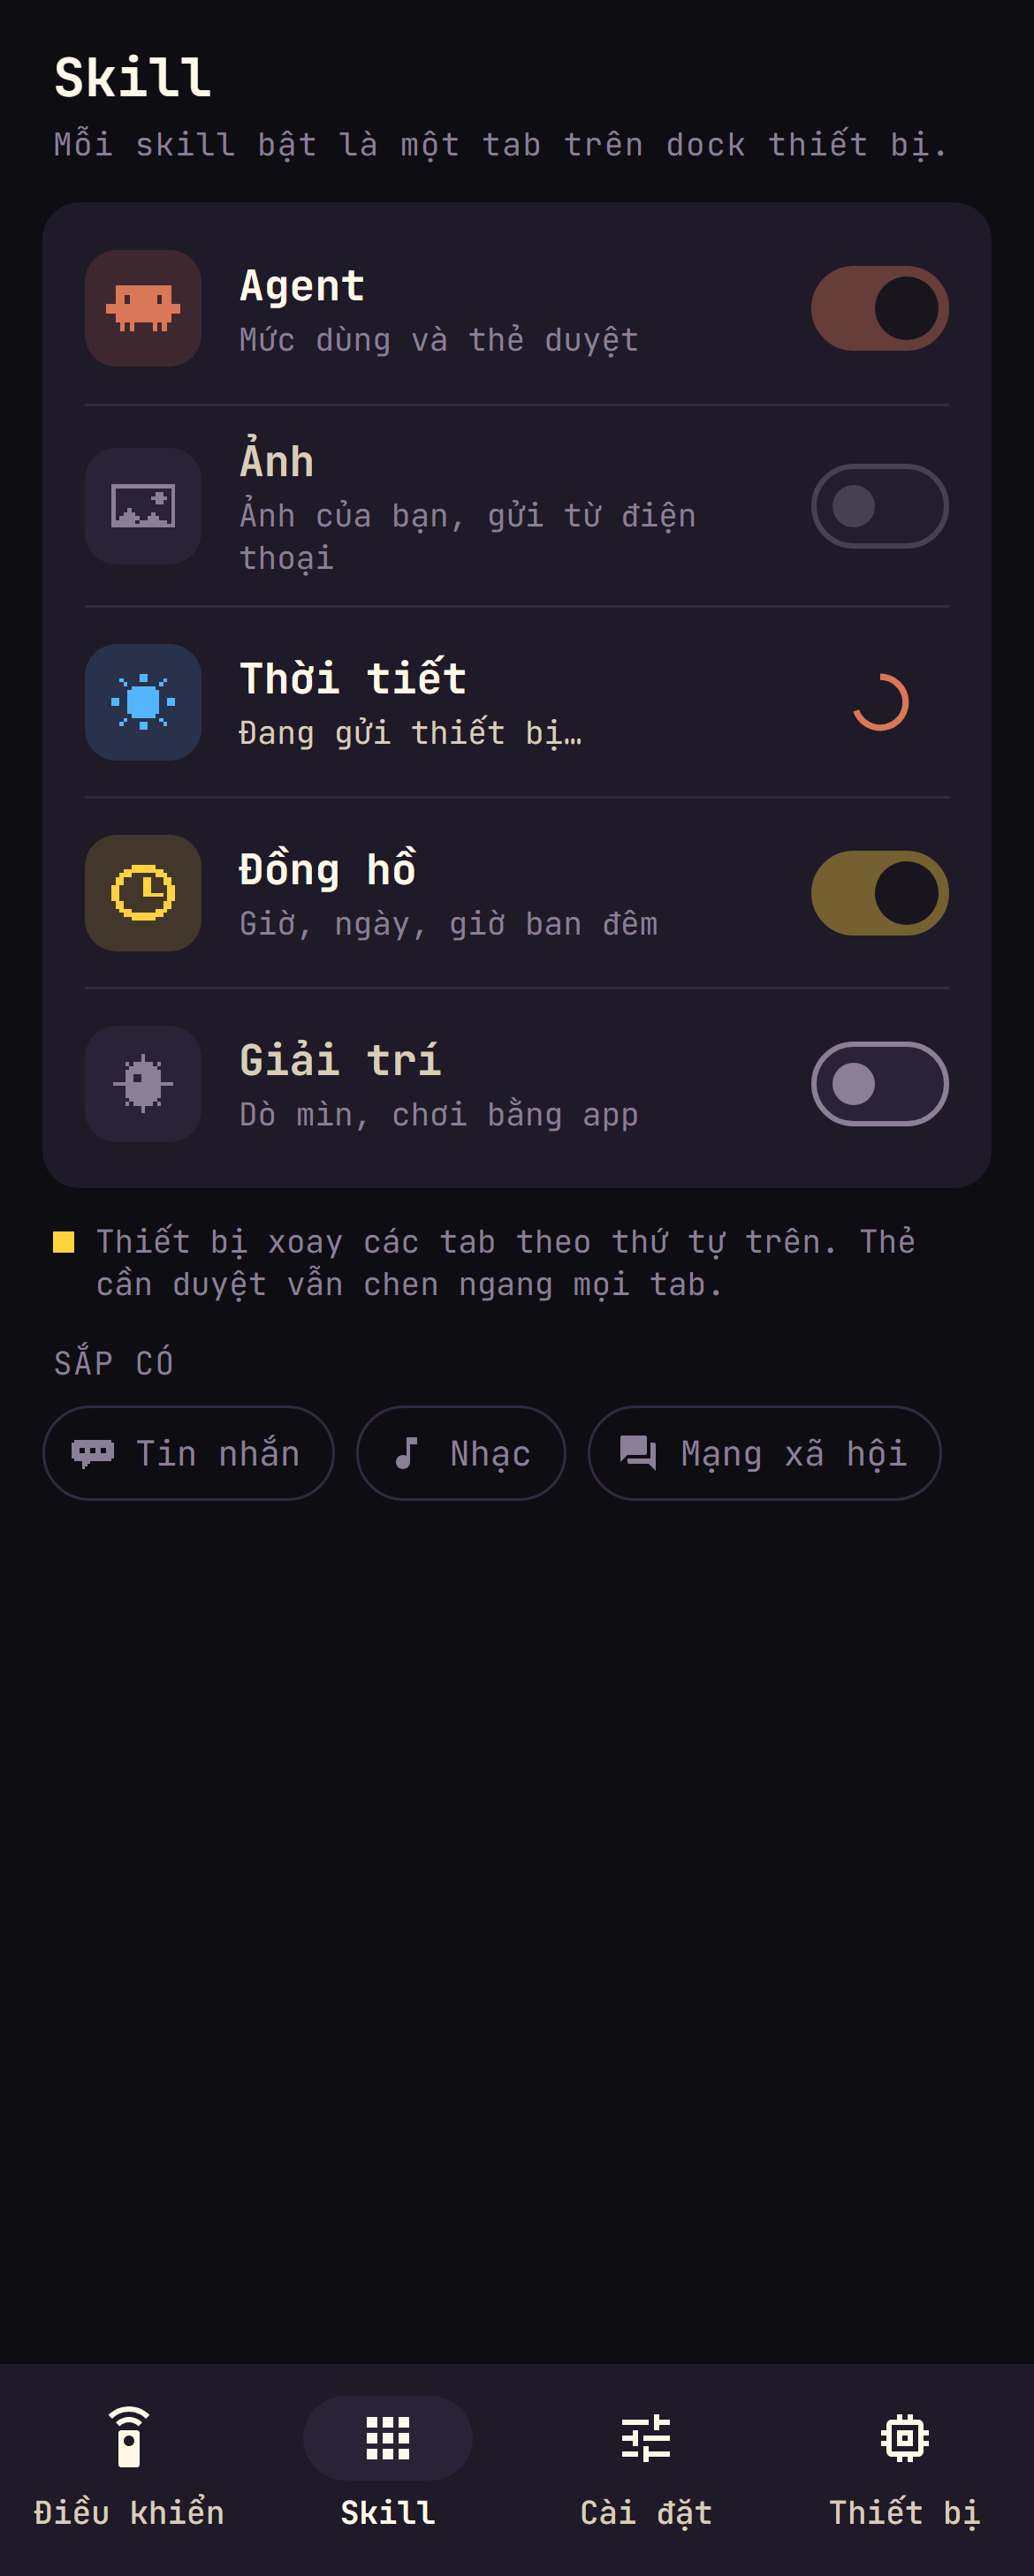 Skill
Mỗi skill bật là một tab trên dock thiết bị.
Agent
Mức dùng và thẻ duyệt
Ảnh
Ảnh của bạn, gửi từ điện
thoại
Thời tiết
Đang gửi thiết bị…
Đồng hồ
Giờ, ngày, giờ ban đêm
Giải trí
Dò mìn, chơi bằng app
Thiết bị xoay các tab theo thứ tự trên. Thẻ
cần duyệt vẫn chen ngang mọi tab.
SẮP CÓ
Tin nhắn
Nhạc
Mạng xã hội
Điều khiển
Skill
Cài đặt
Thiết bị